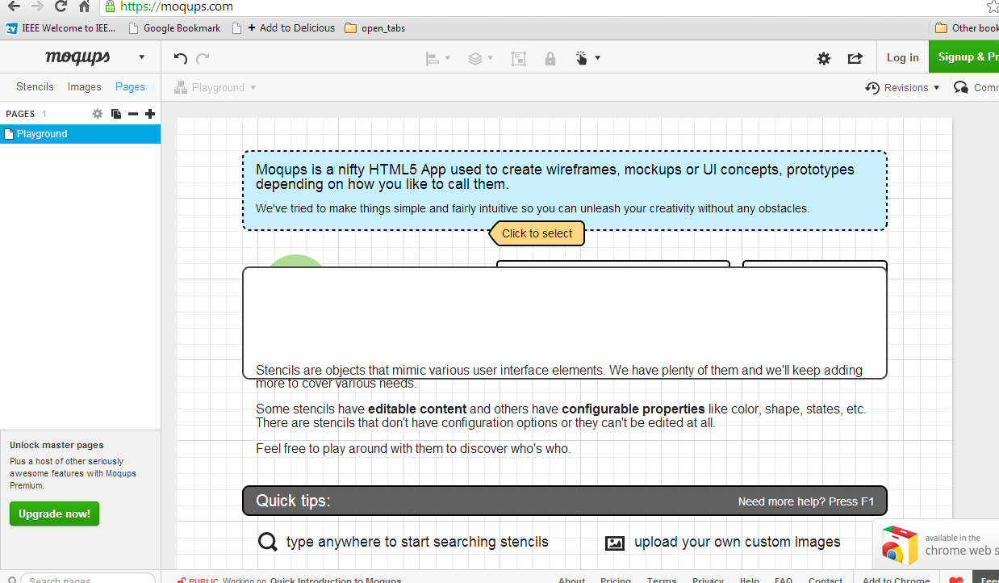 https://moqups.com
IEEE Welcome to IEE...
Google Bookmark
+ Add to Delicious
open_tabs
Other book
moqups
Log in
Signup & Pr
Stencils Images Pages
Playground
Revisions
Comm
PAGES 1
Playground
Moqups is a nifty HTML5 App used to create wireframes, mockups or UI concepts, prototypes
depending on how you like to call them.
We've tried to make things simple and fairly intuitive so you can unleash your creativity without any obstacles.
Click to select
Stencils are objects that mimic various user interface elements. We have plenty of them and we'll keep adding
more to cover various needs.
Some stencils have editable content and others have configurable properties like color, shape, states, etc.
There are stencils that don't have configuration options or they can't be edited at all.
Feel free to play around with them to discover who's who.
Unlock master pages
Plus a host of other seriously
awesome features with Moqups
Premium.
Upgrade now!
Quick tips:
Need more help? Press F1
type anywhere to start searching stencils
upload your own custom images
available in the
chrome web s
Search pages
PUBLIC Working on Quick Introduction to Moqups
About Pricing Terms Privacy Help FAQ Contact
Add to Chrome
Fee